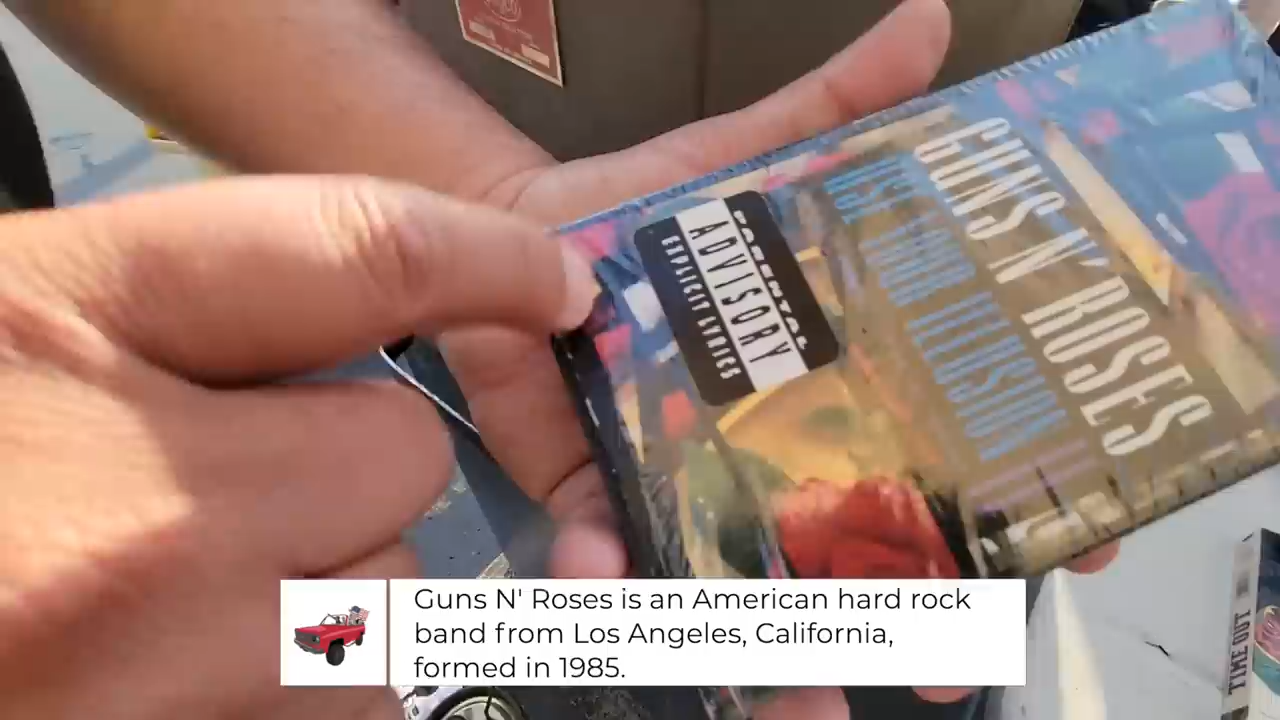 GUNS N' ROSES
USE YOUR ILLUSION
PARENTAL
ADVISORY
EXPLICIT LYRICS
TIME OUT
Guns N' Roses is an American hard rock
band from Los Angeles, California,
formed in 1985.